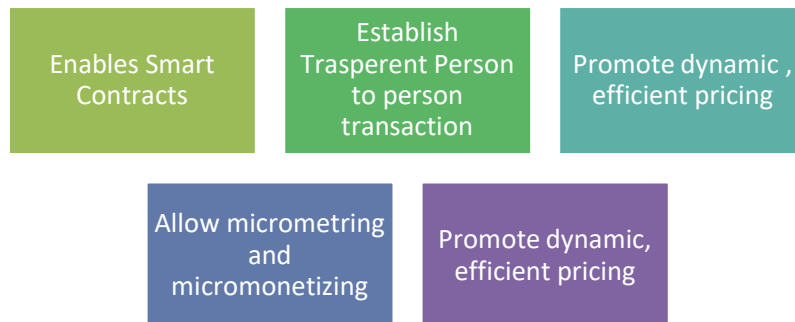 Enables Smart
Contracts
Establish
Trasperent Person
to person
transaction
Promote dynamic ,
efficient pricing
Allow micrometring
and
micromonetizing
Promote dynamic,
efficient pricing